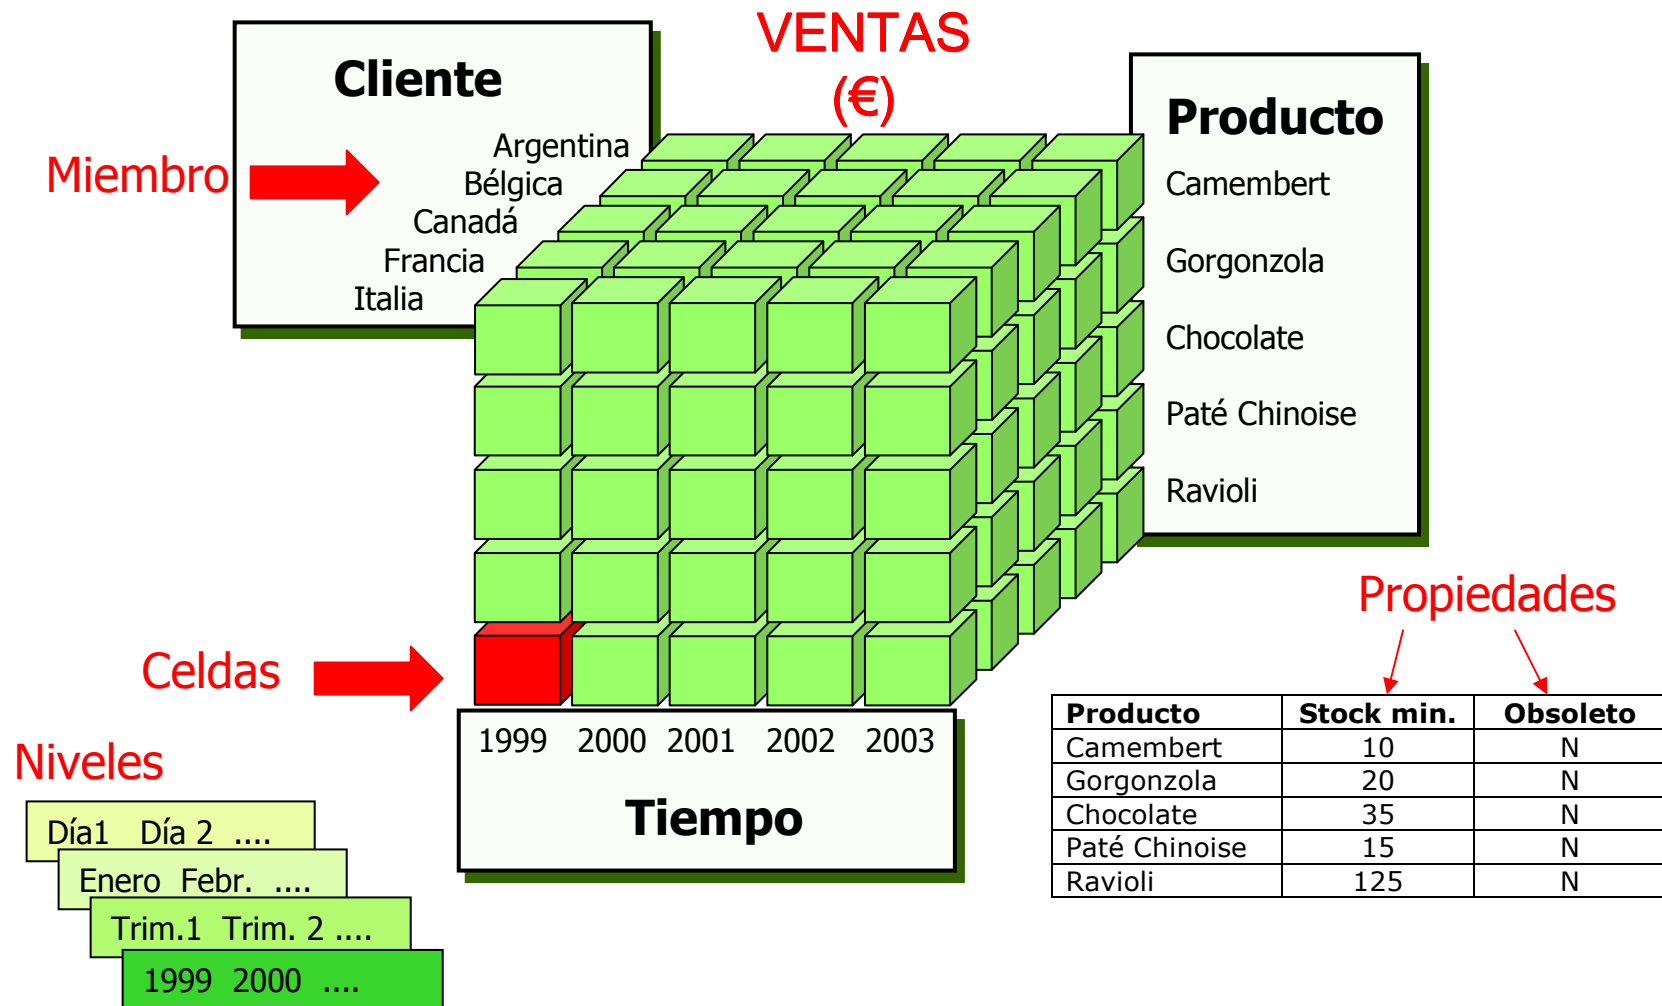 VENTAS
(€)
Cliente
Miembro
Argentina
Bélgica
Canadá
Francia
Italia
Producto
Camembert
Gorgonzola
Chocolate
Paté Chinoise
Ravioli
Celdas
1999 2000 2001 2002 2003
Tiempo
Niveles
Día1 Día 2 ....
Enero Febr. ....
Trim.1 Trim. 2 ....
1999 2000 ....
Propiedades
Producto Stock min. Obsoleto
Camembert 10 N
Gorgonzola 20 N
Chocolate 35 N
Paté Chinoise 15 N
Ravioli 125 N